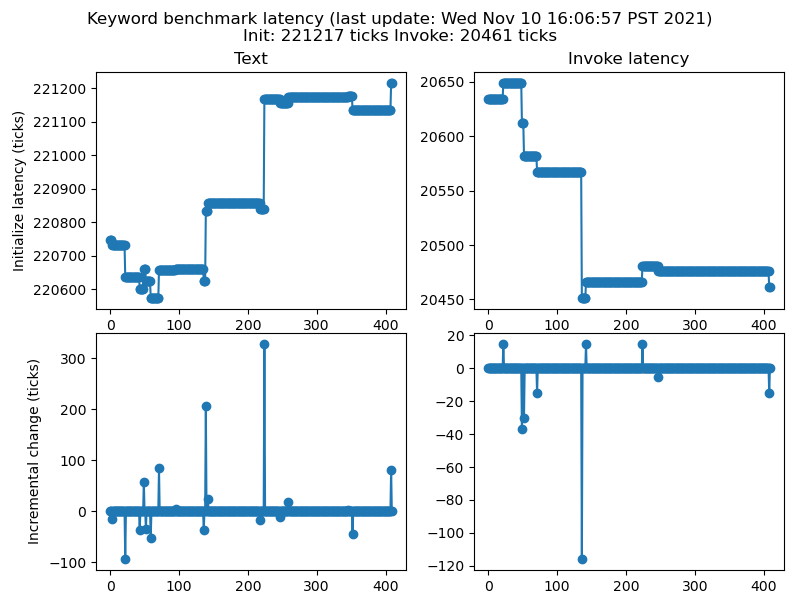 Keyword benchmark latency (last update: Wed Nov 10 16:06:57 PST 2021)
Init: 221217 ticks Invoke: 20461 ticks
Text
Invoke latency
Initialize latency (ticks)
221200
221100
221000
220900
220800
220700
220600
0 100 200 300 400
20650
20600
20550
20500
20450
0 100 200 300 400
Incremental change (ticks)
300
200
100
0
−100
0 100 200 300 400
20
0
−20
−40
−60
−80
−100
−120
0 100 200 300 400